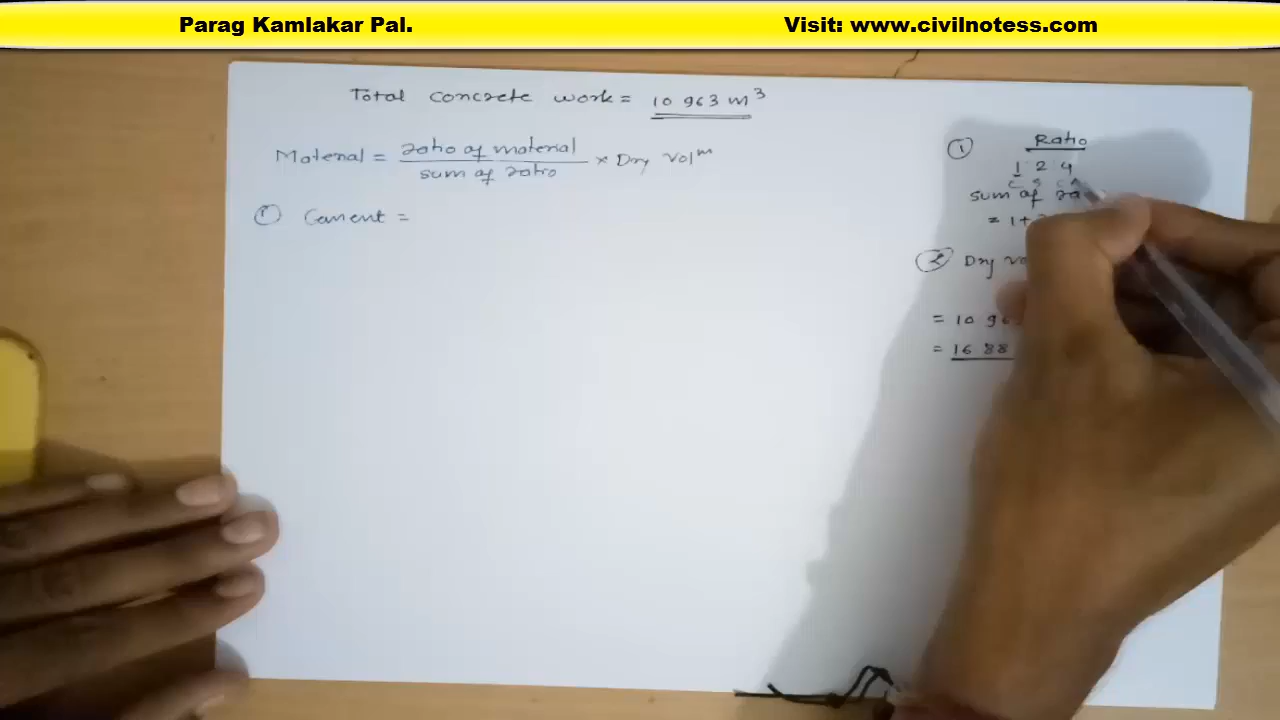 Parag Kamlakar Pal.
Visit: www.civilnotess.com
Total concrete work = 10 963 m³
Material = ratio of material / sum of ratio × Dry volᵐ
① Cement =
① Ratio
1 2 4
C S C A
sum of
= 1+
② Dry
= 10 96
= 16 88